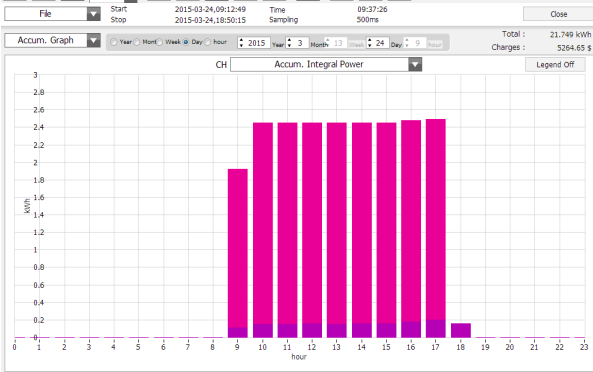 File
Start 2015-03-24,09:12:49 Time 09:37:26
Stop 2015-03-24,18:50:15 Sampling 500ms
Close
Accum. Graph
Year Mont Week Day hour
2015 Year 3 Month 13 Week 24 Day 9 hour
Total : 21.749 kWh
Charges : 5264.65 $
CH Accum. Integral Power
Legend Off
3
2.8
2.6
2.4
2.2
2
1.8
1.6
kWh
1.4
1.2
1
0.8
0.6
0.4
0.2
0
0 1 2 3 4 5 6 7 8 9 10 11 12 13 14 15 16 17 18 19 20 21 22 23
hour